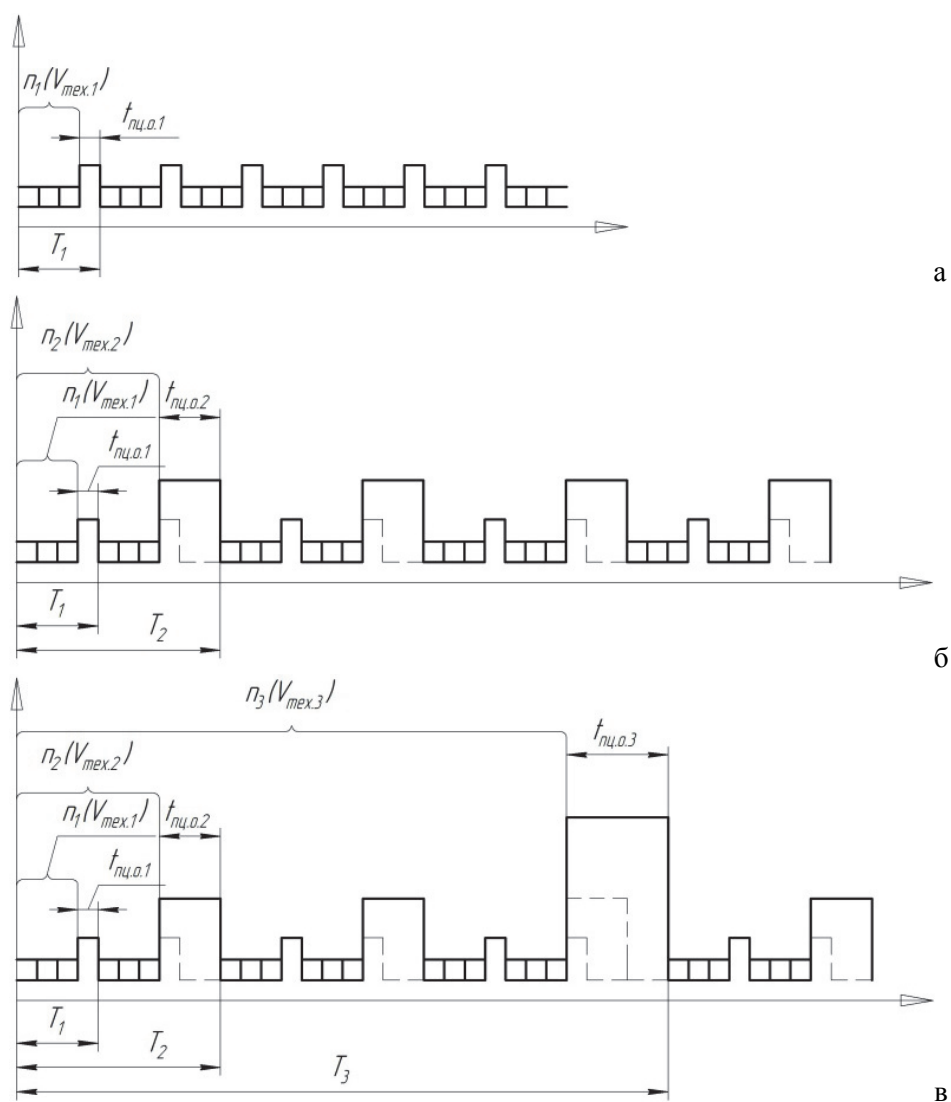 n₁(Vтех.1)
tпц.о.1
T₁
а
n₂(Vтех.2)
n₁(Vтех.1)
tпц.о.2
tпц.о.1
T₁
T₂
б
n₃(Vтех.3)
tпц.о.3
n₂(Vтех.2)
n₁(Vтех.1)
tпц.о.2
tпц.о.1
T₁
T₂
T₃
в